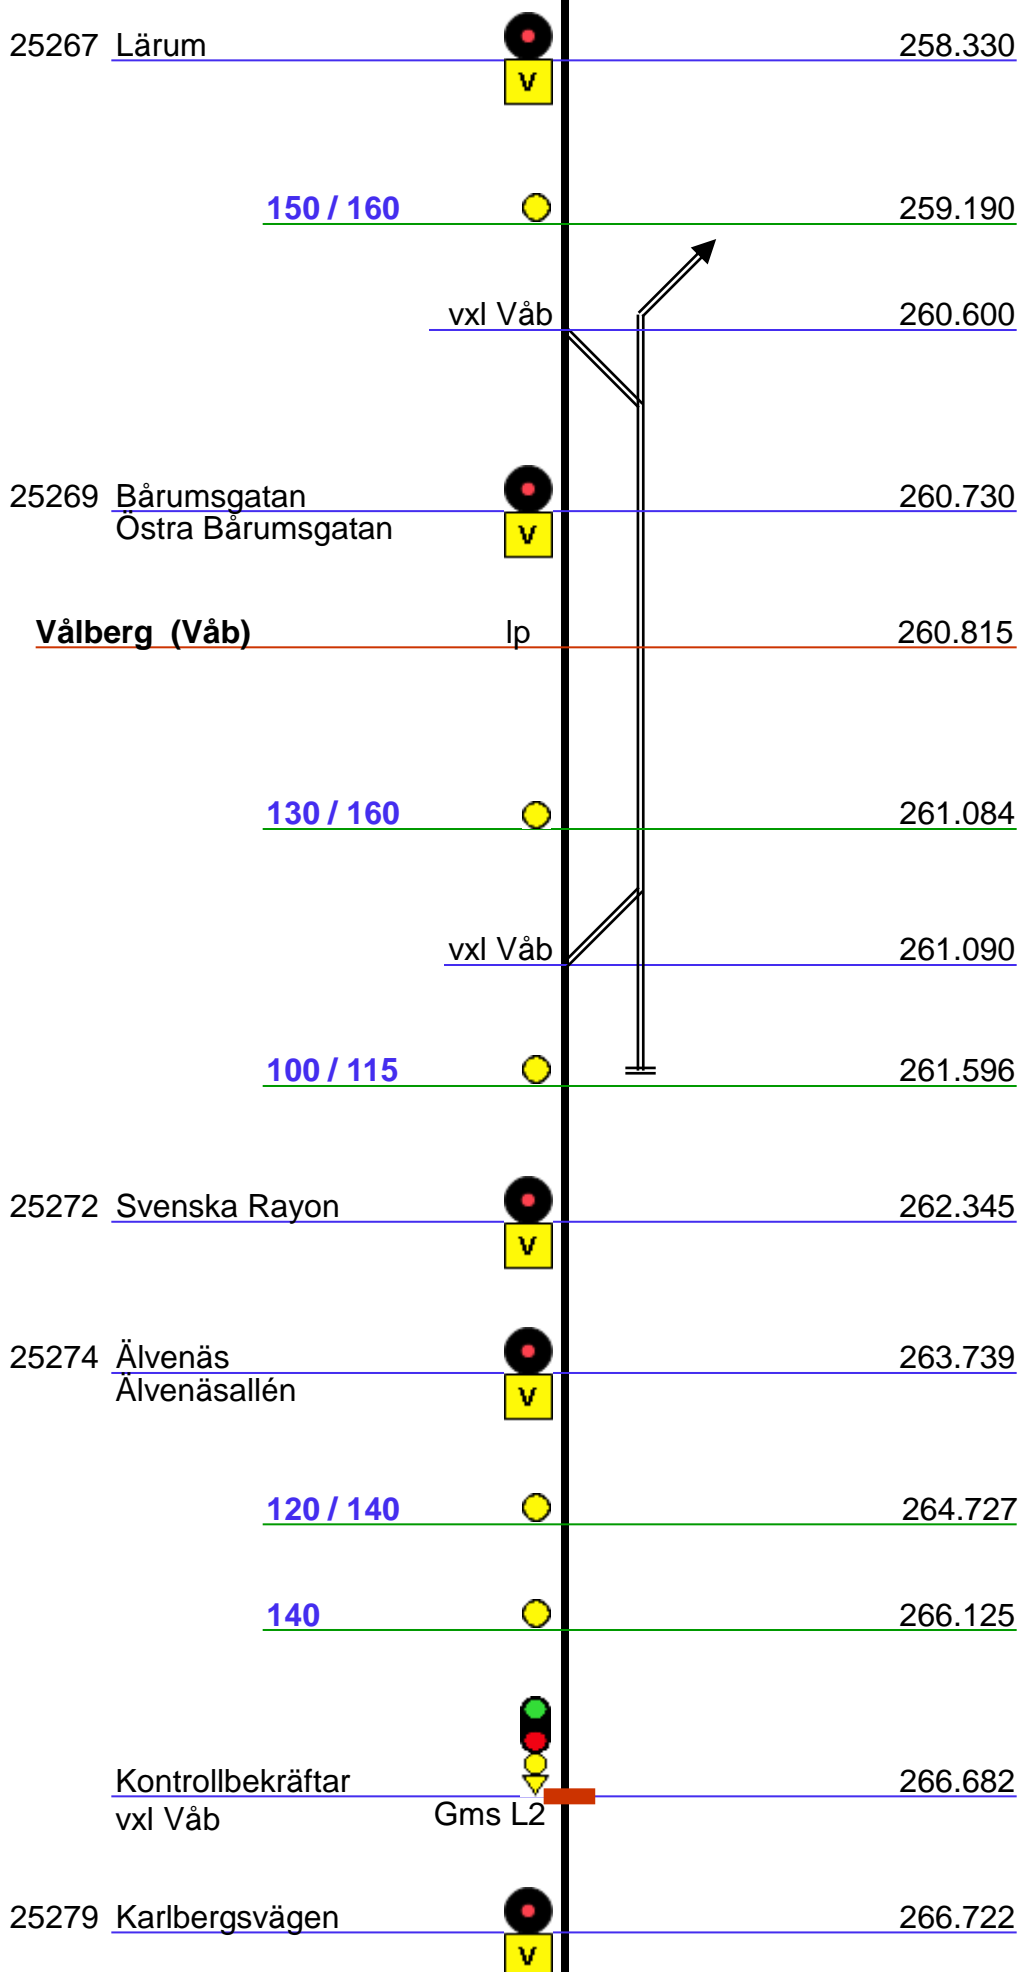 25267 Lärum 258.330
V
150 / 160 259.190
vxl Våb 260.600
25269 Bårumsgatan 260.730
Östra Bårumsgatan
V
Vålberg (Våb) lp 260.815
130 / 160 261.084
vxl Våb 261.090
100 / 115 261.596
25272 Svenska Rayon 262.345
V
25274 Älvenäs 263.739
Älvenäsallén
V
120 / 140 264.727
140 266.125
Kontrollbekräftar 266.682
vxl Våb Gms L2
25279 Karlbergsvägen 266.722
V